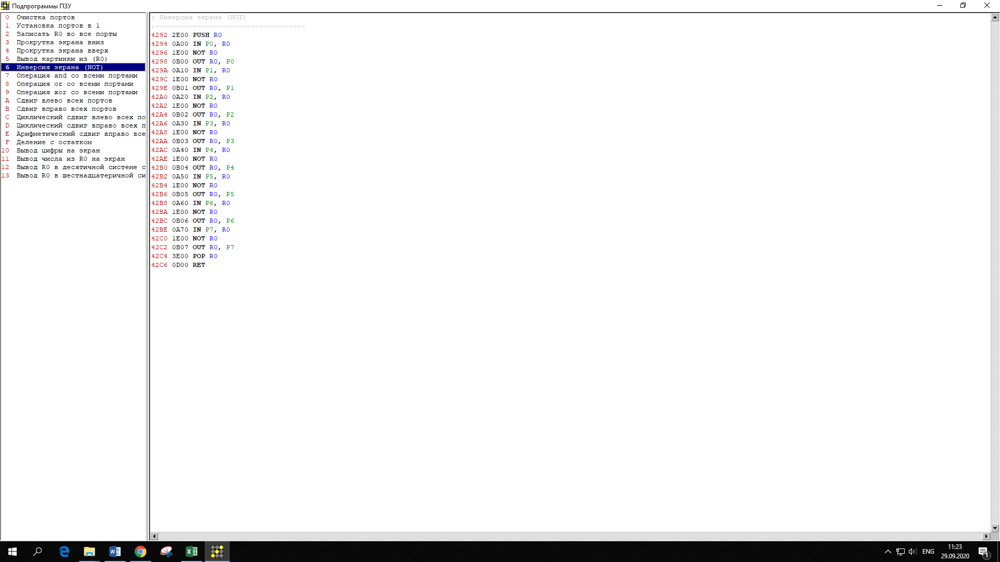 Подпрограммы ПЗУ
0 Очистка портов
1 Установка портов в 1
2 Записать R0 во все порты
3 Прокрутка экрана вниз
4 Прокрутка экрана вверх
5 Вывод картинки из (R0)
6 Инверсия экрана (NOT)
7 Операция and со всеми портами
8 Операция or со всеми портами
9 Операция xor со всеми портами
A Сдвиг влево всех портов
B Сдвиг вправо всех портов
C Циклический сдвиг влево всех по
D Циклический сдвиг вправо всех п
E Арифметический сдвиг вправо все
F Деление с остатком
10 Вывод цифры на экран
11 Вывод числа из R0 на экран
12 Вывод R0 в десятичной системе с
13 Вывод R0 в шестнадцатеричной си
; Инверсия экрана (NOT)
;------------------------------------
4292 2E00 PUSH R0
4294 0A00 IN P0, R0
4296 1E00 NOT R0
4298 0B00 OUT R0, P0
429A 0A10 IN P1, R0
429C 1E00 NOT R0
429E 0B01 OUT R0, P1
42A0 0A20 IN P2, R0
42A2 1E00 NOT R0
42A4 0B02 OUT R0, P2
42A6 0A30 IN P3, R0
42A8 1E00 NOT R0
42AA 0B03 OUT R0, P3
42AC 0A40 IN P4, R0
42AE 1E00 NOT R0
42B0 0B04 OUT R0, P4
42B2 0A50 IN P5, R0
42B4 1E00 NOT R0
42B6 0B05 OUT R0, P5
42B8 0A60 IN P6, R0
42BA 1E00 NOT R0
42BC 0B06 OUT R0, P6
42BE 0A70 IN P7, R0
42C0 1E00 NOT R0
42C2 0B07 OUT R0, P7
42C4 3E00 POP R0
42C6 0D00 RET
ENG
11:23
29.09.2020
1